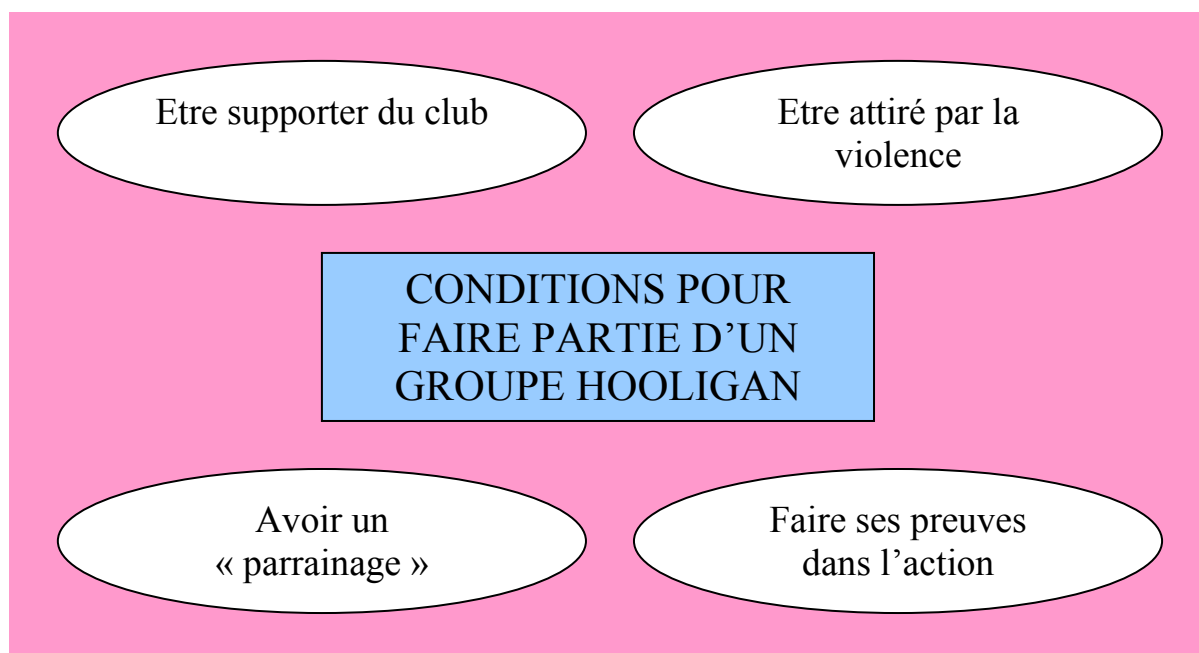 Etre supporter du club
Etre attiré par la
violence
CONDITIONS POUR
FAIRE PARTIE D’UN
GROUPE HOOLIGAN
Avoir un
« parrainage »
Faire ses preuves
dans l’action